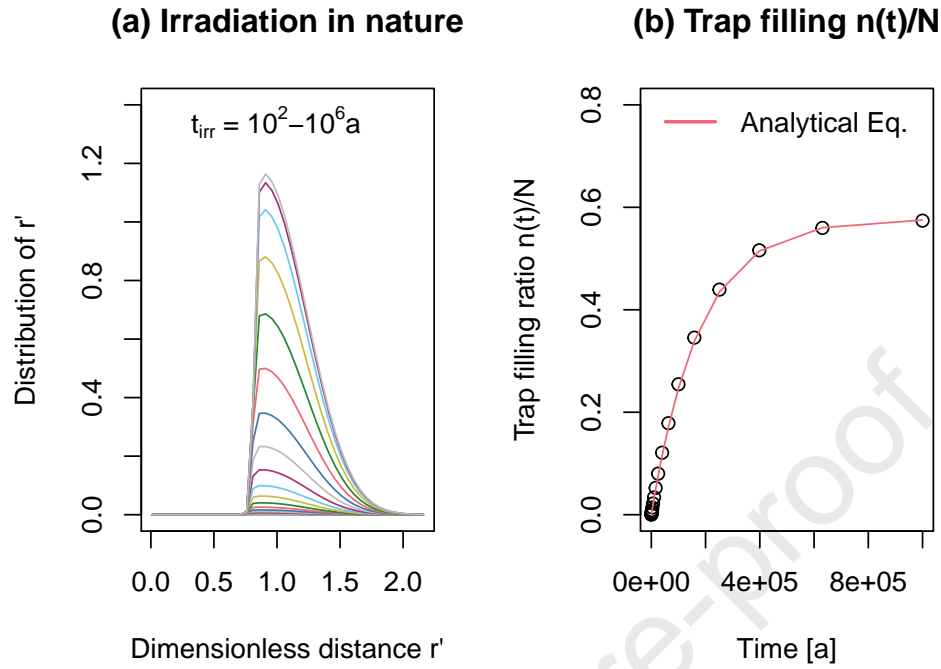 (a) Irradiation in nature
t_irr = 10^2−10^6a
Distribution of r'
1.2
0.8
0.4
0.0
0.0 0.5 1.0 1.5 2.0
Dimensionless distance r'
(b) Trap filling n(t)/N
Analytical Eq.
Trap filling ratio n(t)/N
0.8
0.6
0.4
0.2
0.0
0e+00 4e+05 8e+05
Time [a]
re-proof